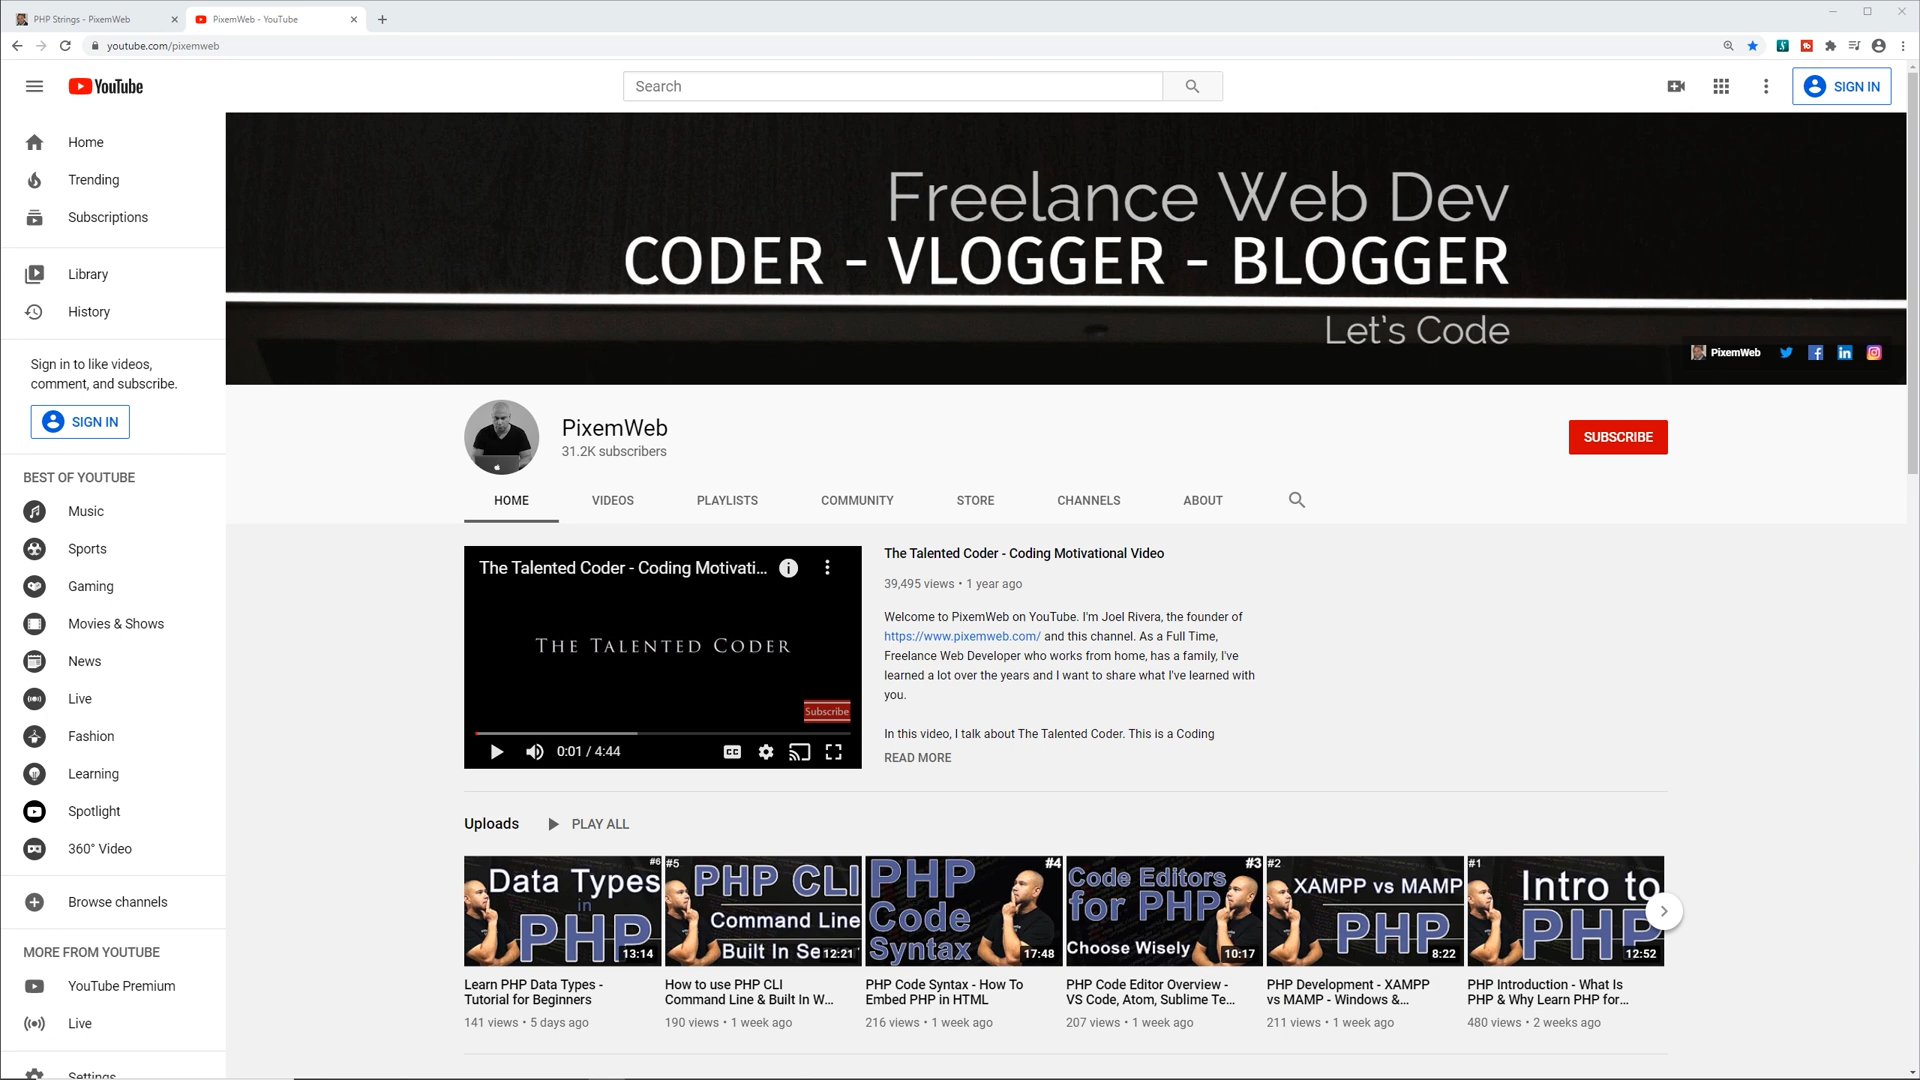 PHP Strings - PixemWeb
PixemWeb - YouTube
youtube.com/pixemweb
YouTube
Search
SIGN IN
Home
Trending
Subscriptions
Library
History
Sign in to like videos,
comment, and subscribe.
SIGN IN
BEST OF YOUTUBE
Music
Sports
Gaming
Movies & Shows
News
Live
Fashion
Learning
Spotlight
360° Video
Browse channels
MORE FROM YOUTUBE
YouTube Premium
Live
Settings
Freelance Web Dev
CODER - VLOGGER - BLOGGER
Let's Code
PixemWeb
PixemWeb
31.2K subscribers
SUBSCRIBE
HOME VIDEOS PLAYLISTS COMMUNITY STORE CHANNELS ABOUT
The Talented Coder - Coding Motivati...
THE TALENTED CODER
Subscribe
0:01 / 4:44
CC
The Talented Coder - Coding Motivational Video
39,495 views • 1 year ago
Welcome to PixemWeb on YouTube. I'm Joel Rivera, the founder of
https://www.pixemweb.com/ and this channel. As a Full Time,
Freelance Web Developer who works from home, has a family, I've
learned a lot over the years and I want to share what I've learned with
you.
In this video, I talk about The Talented Coder. This is a Coding
READ MORE
Uploads PLAY ALL
#6
Data Types
in
PHP
13:14
Learn PHP Data Types -
Tutorial for Beginners
141 views • 5 days ago
#5
PHP CLI
Command Line
Built In Se
12:21
How to use PHP CLI
Command Line & Built In W...
190 views • 1 week ago
#4
PHP
Code
Syntax
17:48
PHP Code Syntax - How To
Embed PHP in HTML
216 views • 1 week ago
#3
Code Editors
for PHP
Choose Wisely
10:17
PHP Code Editor Overview -
VS Code, Atom, Sublime Te...
207 views • 1 week ago
#2
XAMPP vs MAMP
PHP
8:22
PHP Development - XAMPP
vs MAMP - Windows &...
211 views • 1 week ago
#1
Intro to
PHP
12:52
PHP Introduction - What Is
PHP & Why Learn PHP for...
480 views • 2 weeks ago